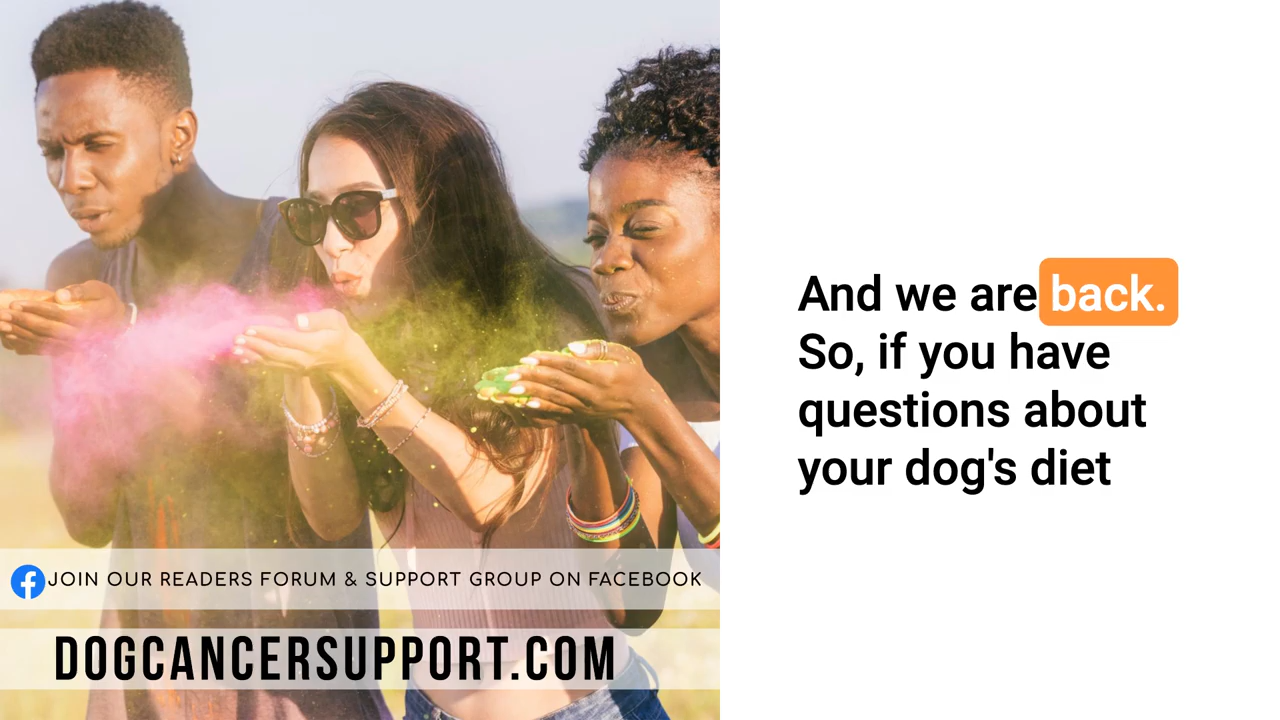 JOIN OUR READERS FORUM & SUPPORT GROUP ON FACEBOOK
DOGCANCERSUPPORT.COM
And we are back.
So, if you have
questions about
your dog's diet